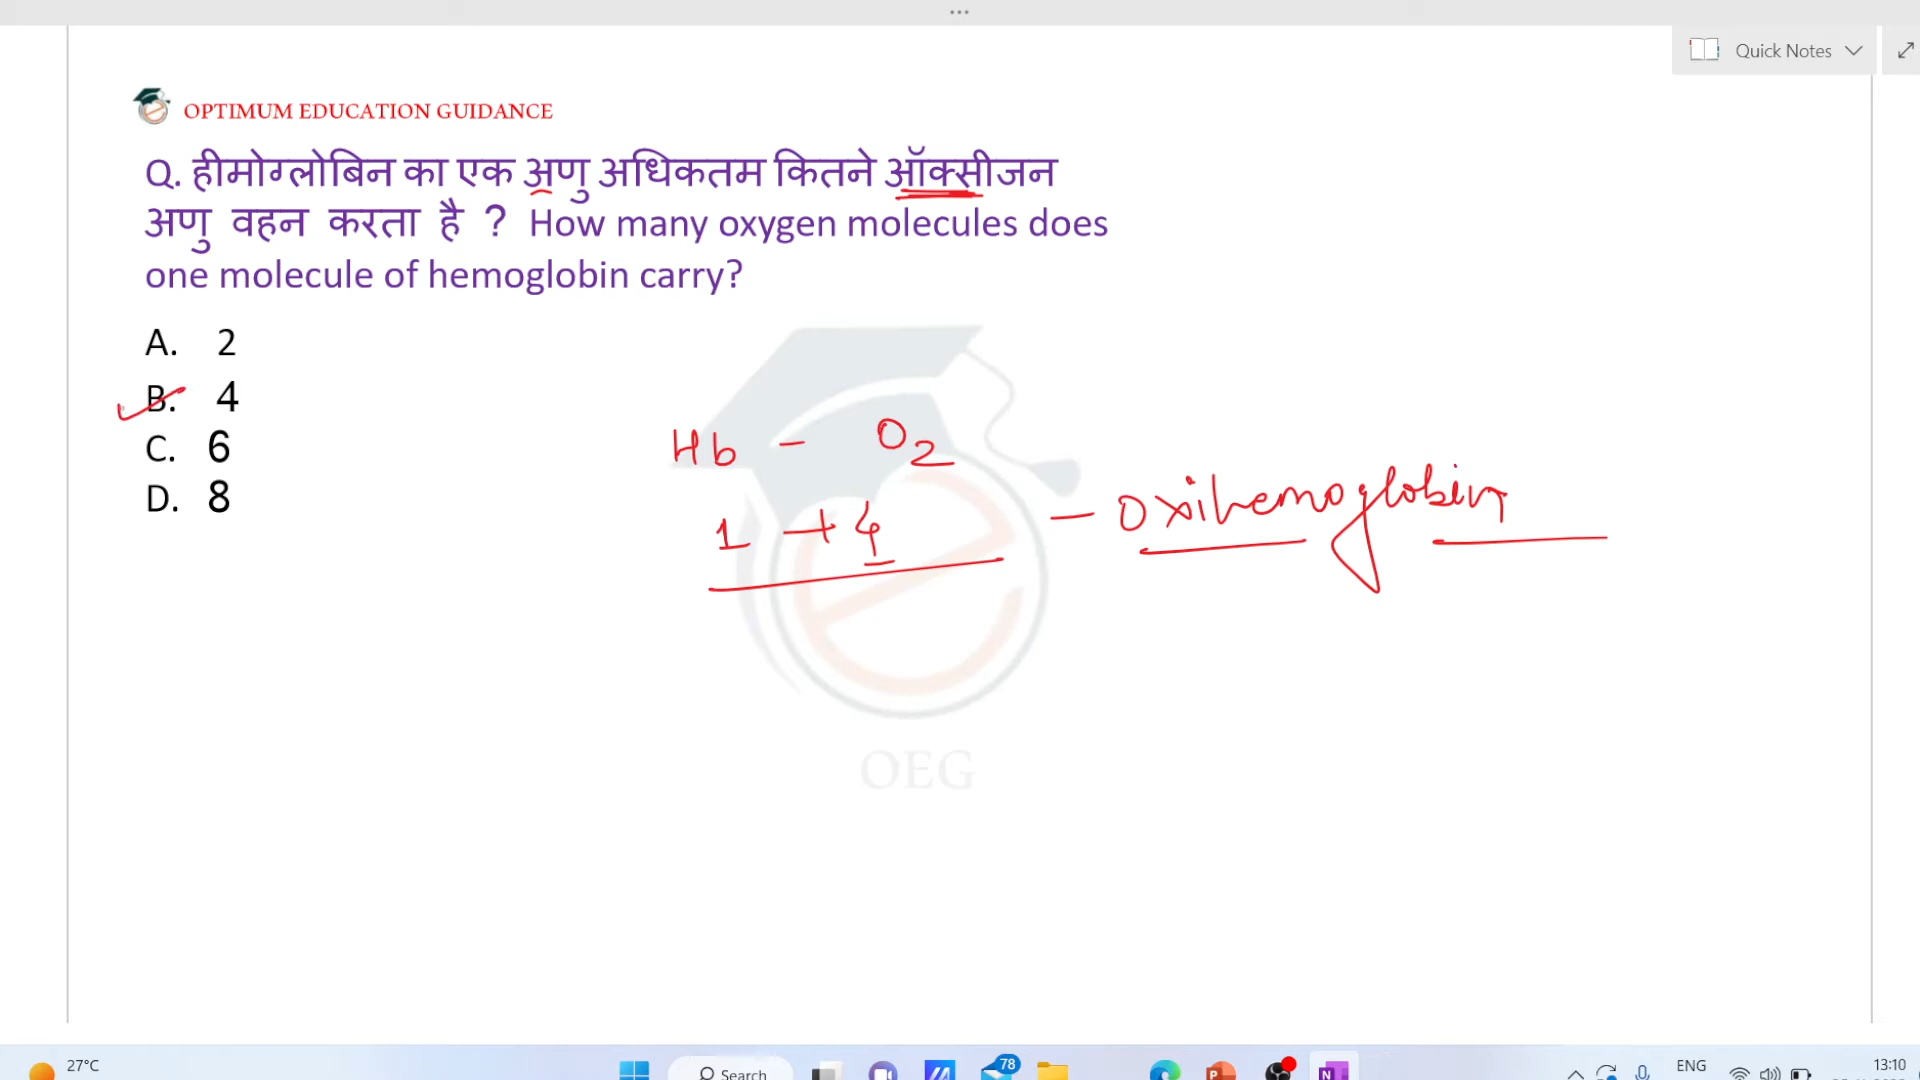 Quick Notes
OPTIMUM EDUCATION GUIDANCE
Q. हीमोग्लोबिन का एक अणु अधिकतम कितने ऑक्सीजन
अणु वहन करता है ? How many oxygen molecules does
one molecule of hemoglobin carry?
A. 2
B. 4
C. 6
D. 8
Hb - O2
1 → 4
- Oxihemoglobin
OEG
27°C
Search
78
ENG
13:10